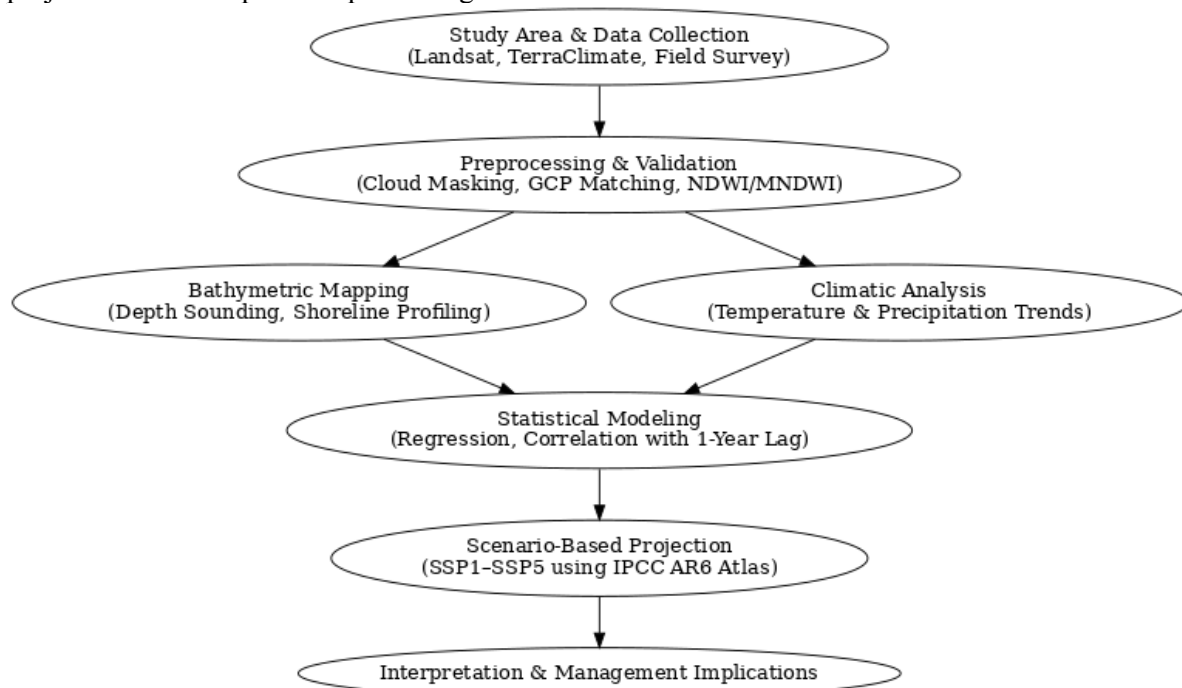 Study Area & Data Collection
(Landsat, TerraClimate, Field Survey)
Preprocessing & Validation
(Cloud Masking, GCP Matching, NDWI/MNDWI)
Bathymetric Mapping
(Depth Sounding, Shoreline Profiling)
Climatic Analysis
(Temperature & Precipitation Trends)
Statistical Modeling
(Regression, Correlation with 1-Year Lag)
Scenario-Based Projection
(SSP1–SSP5 using IPCC AR6 Atlas)
Interpretation & Management Implications